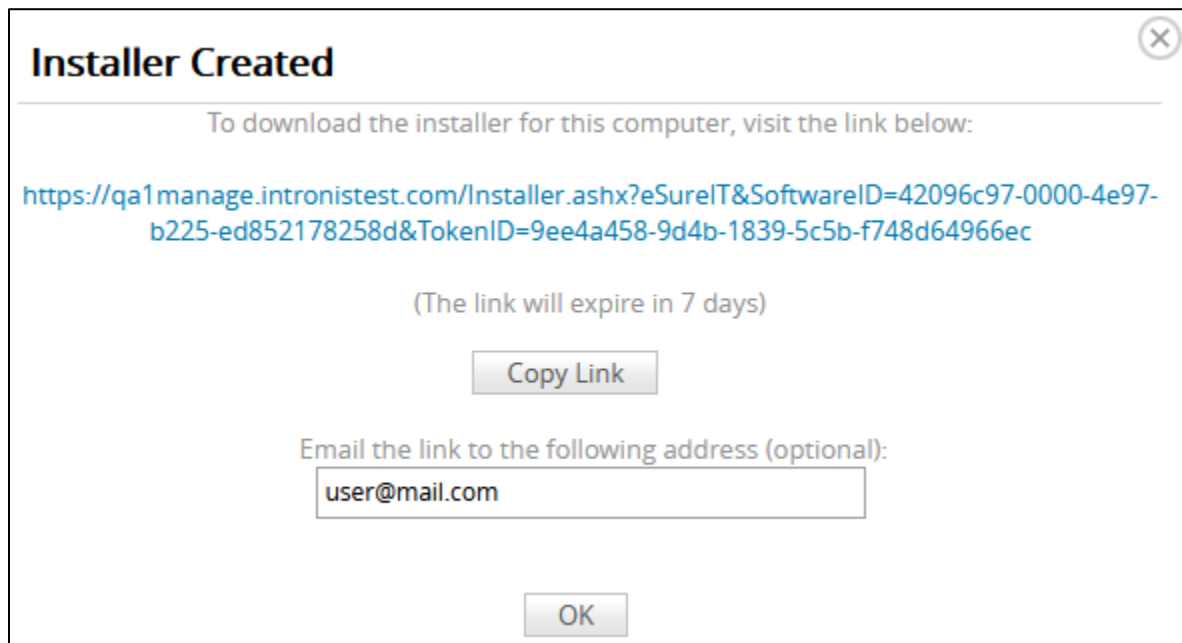 Installer Created
To download the installer for this computer, visit the link below:
https://qa1manage.intronistest.com/Installer.ashx?eSureIT&SoftwareID=42096c97-0000-4e97-
b225-ed852178258d&TokenID=9ee4a458-9d4b-1839-5c5b-f748d64966ec
(The link will expire in 7 days)
Copy Link
Email the link to the following address (optional):
user@mail.com
OK